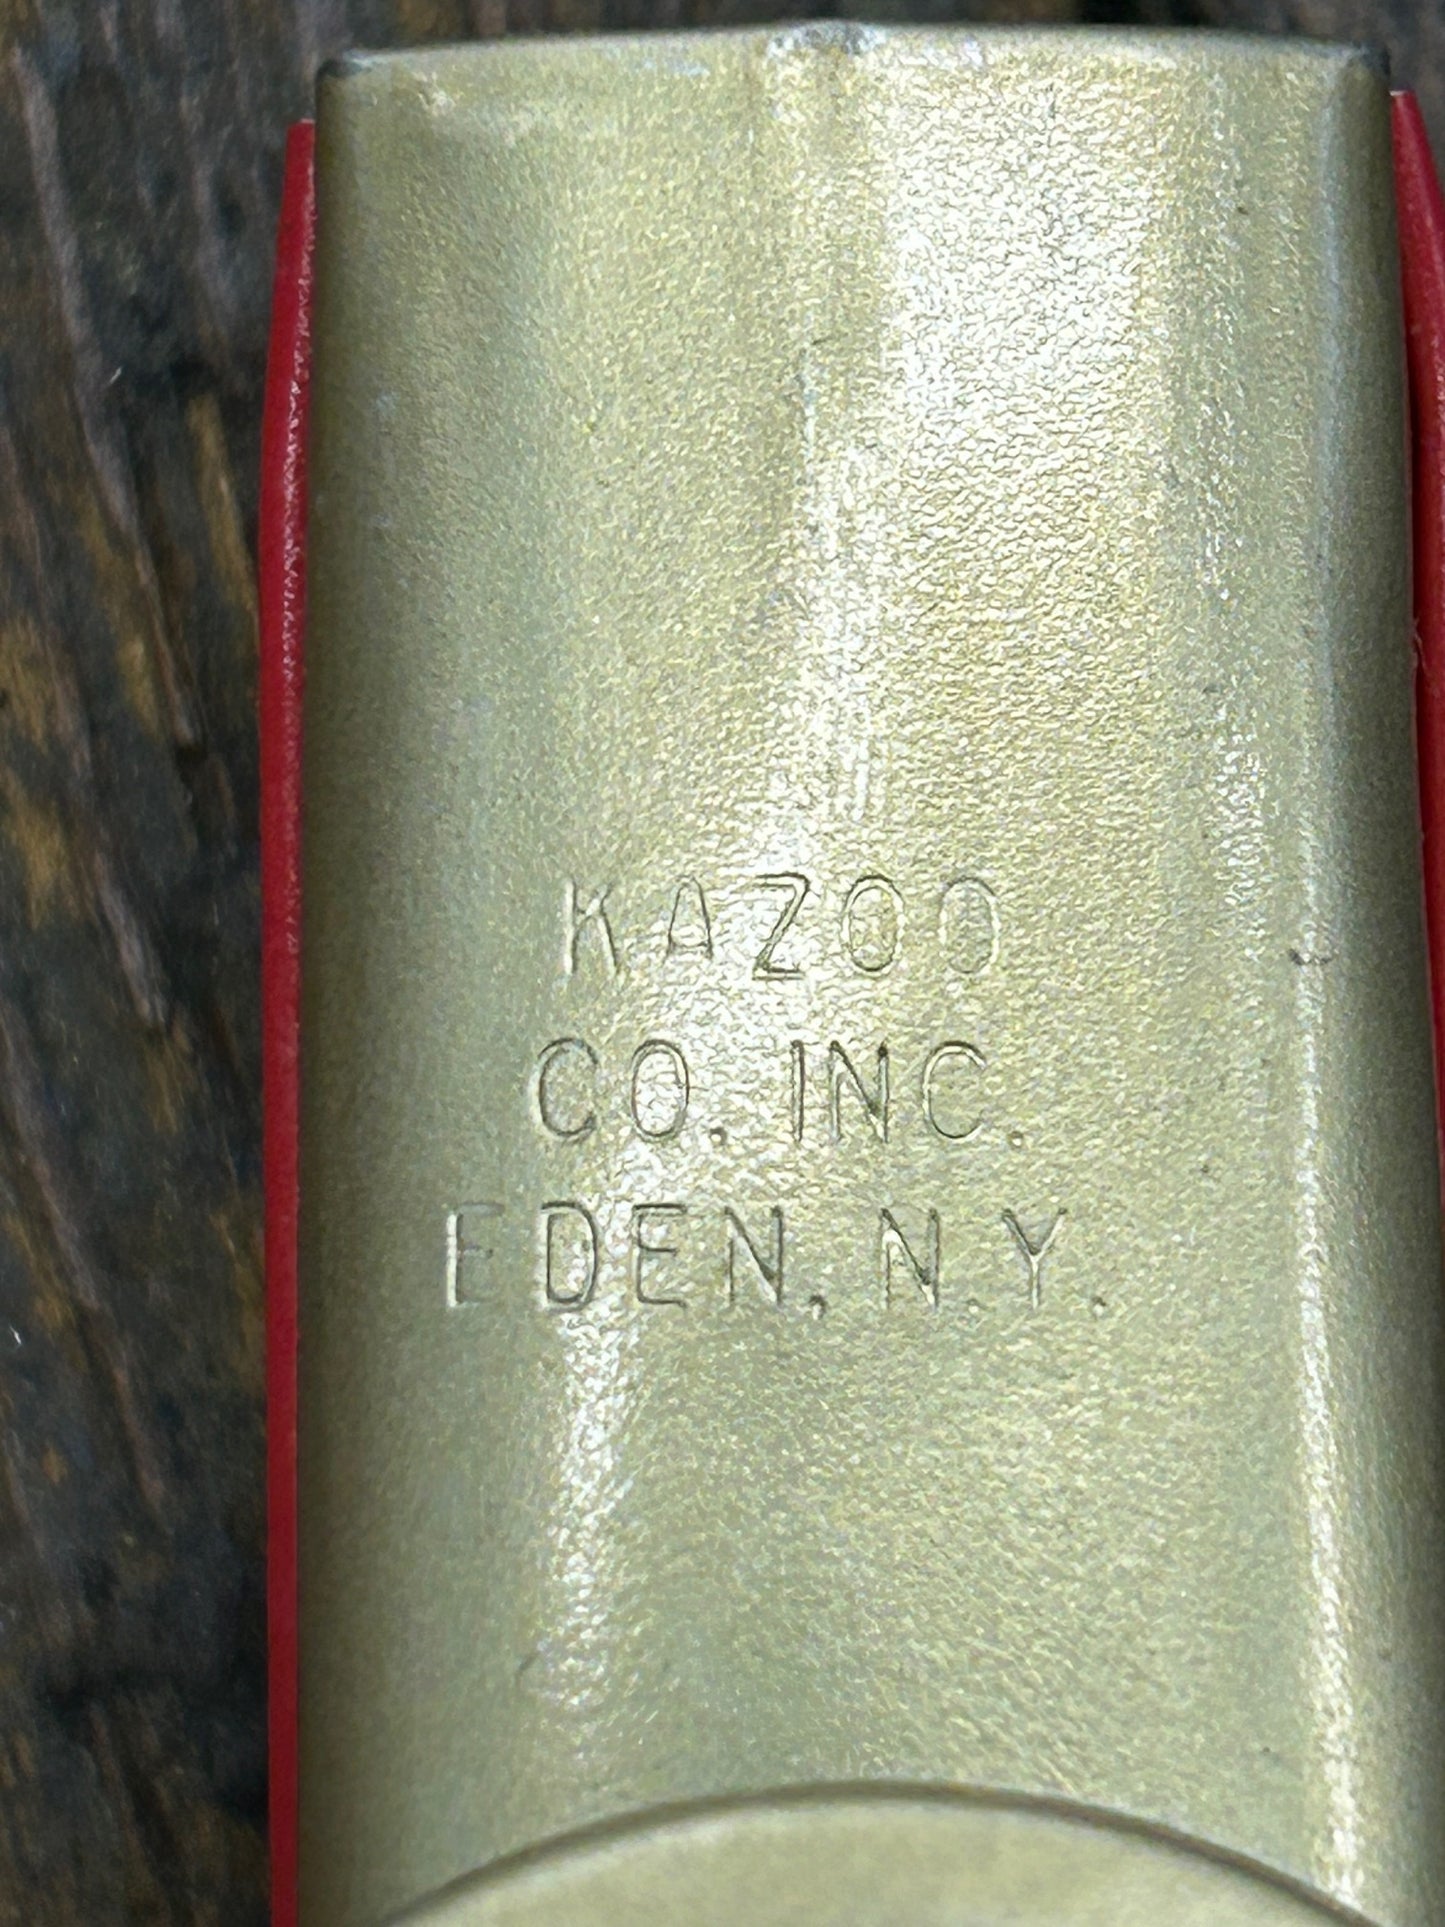 KAZOO
CO. INC.
EDEN, N.Y.